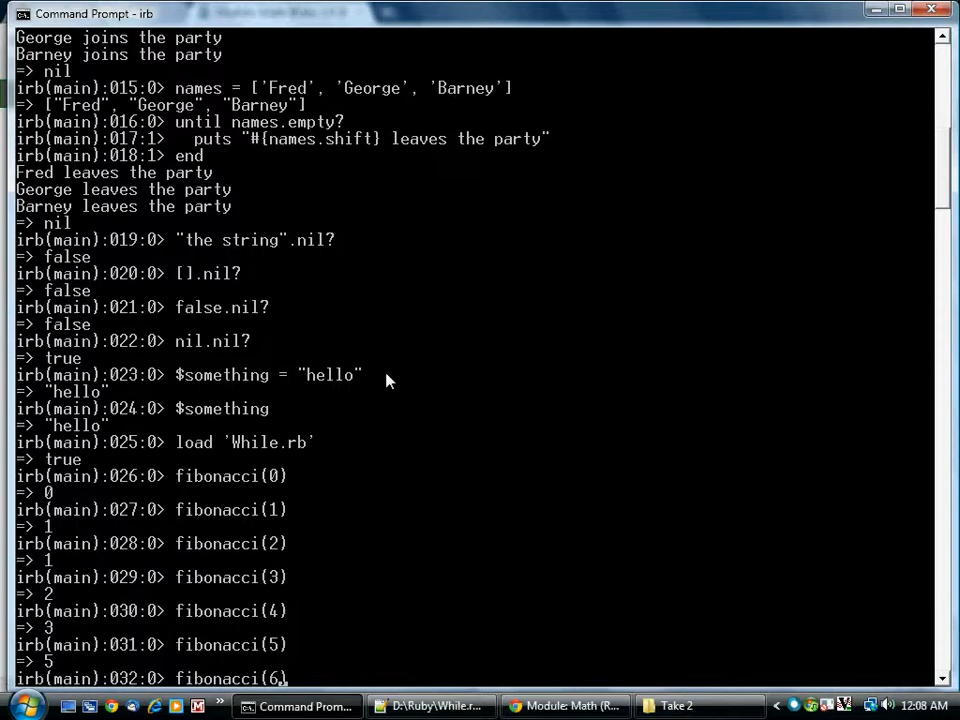 Command Prompt - irb
George joins the party
Barney joins the party
=> nil
irb(main):015:0> names = ['Fred', 'George', 'Barney']
=> ["Fred", "George", "Barney"]
irb(main):016:0> until names.empty?
irb(main):017:1>   puts "#{names.shift} leaves the party"
irb(main):018:1> end
Fred leaves the party
George leaves the party
Barney leaves the party
=> nil
irb(main):019:0> "the string".nil?
=> false
irb(main):020:0> [].nil?
=> false
irb(main):021:0> false.nil?
=> false
irb(main):022:0> nil.nil?
=> true
irb(main):023:0> $something = "hello"
=> "hello"
irb(main):024:0> $something
=> "hello"
irb(main):025:0> load 'While.rb'
=> true
irb(main):026:0> fibonacci(0)
=> 0
irb(main):027:0> fibonacci(1)
=> 1
irb(main):028:0> fibonacci(2)
=> 1
irb(main):029:0> fibonacci(3)
=> 2
irb(main):030:0> fibonacci(4)
=> 3
irb(main):031:0> fibonacci(5)
=> 5
irb(main):032:0> fibonacci(6)
Command Prom... D:\Ruby\While.r... Module: Math (R... Take 2 12:08 AM